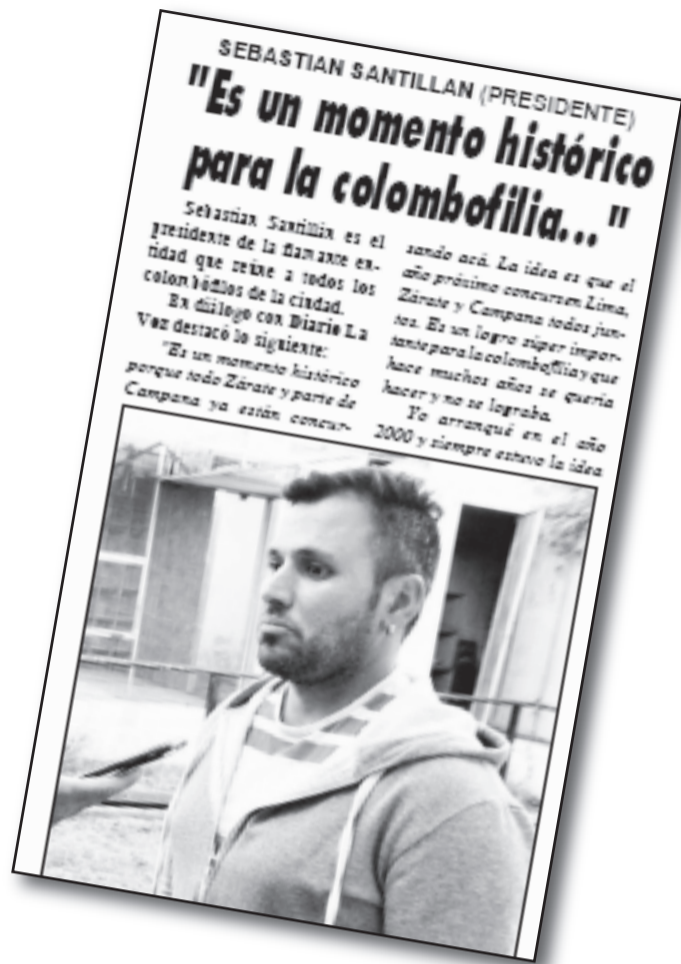 SEBASTIAN SANTILLAN (PRESIDENTE)
"Es un momento histórico
para la colombofilia..."
Sebastian Santillán es el
presidente de la flamante en-
tidad que reúne a todos los
colombófilos de la ciudad.
En diálogo con Diario La
Voz destacó lo siguiente:
"Es un momento histórico
porque todo Zárate y parte de
Campana ya están concur-
sando acá. La idea es que el
año próximo concursen Lima,
Zárate y Campana todos jun-
tos. Es un logro súper impor-
tante para la colombofilia y que
hace muchos años se quería
hacer y no se lograba.
Yo arranqué en el año
2000 y siempre estuvo la idea